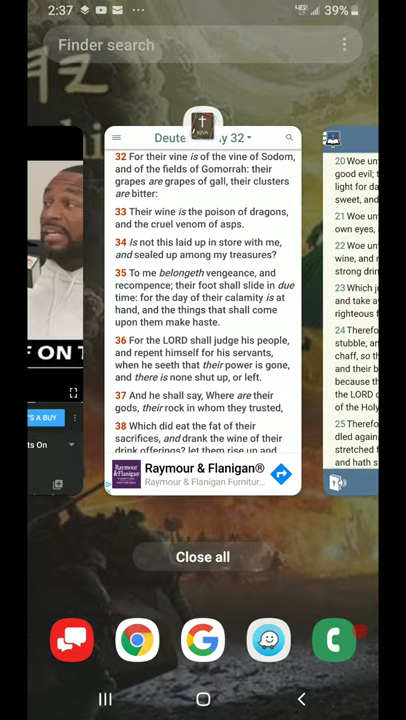 2:37
39%
Finder search
Deute y 32
32 For their vine is of the vine of Sodom,
and of the fields of Gomorrah: their
grapes are grapes of gall, their clusters
are bitter:
33 Their wine is the poison of dragons,
and the cruel venom of asps.
34 Is not this laid up in store with me,
and sealed up among my treasures?
35 To me belongeth vengeance, and
recompence; their foot shall slide in due
time: for the day of their calamity is at
hand, and the things that shall come
upon them make haste.
36 For the LORD shall judge his people,
and repent himself for his servants,
when he seeth that their power is gone,
and there is none shut up, or left.
37 And he shall say, Where are their
gods, their rock in whom they trusted,
38 Which did eat the fat of their
sacrifices, and drank the wine of their
drink offerings? let them rise up and
Raymour & Flanigan®
Raymour & Flanigan Furnitur...
F ON T
'S A BUY
ts On
20 Woe un
good evil; t
light for da
sweet, and
21 Woe un
own eyes,
22 Woe un
wine, and r
strong drin
23 Which j
and take a
righteous f
24 Therefo
stubble, an
chaff, so th
and their b
because th
the LORD o
of the Holy
25 Therefo
dled agains
stretched f
and hath s
Close all